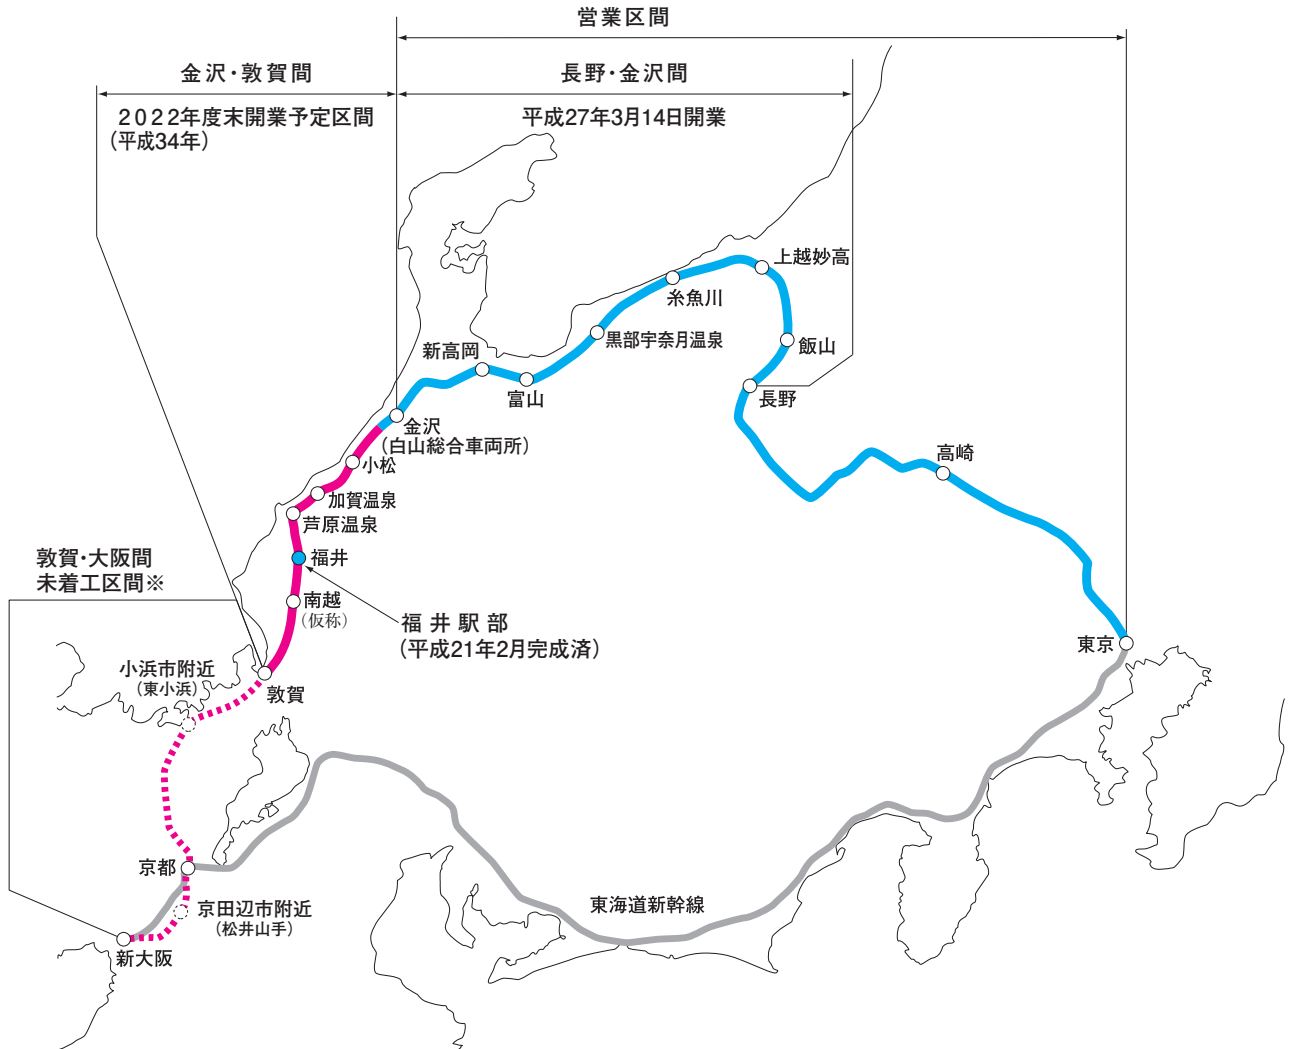 営業区間
金沢・敦賀間
長野・金沢間
2022年度末開業予定区間
(平成34年)
平成27年3月14日開業
上越妙高
糸魚川
黒部宇奈月温泉
飯山
新高岡
富山
長野
金沢
(白山総合車両所)
高崎
小松
加賀温泉
芦原温泉
敦賀・大阪間
未着工区間※
福井
南越
(仮称)
福井駅部
(平成21年2月完成済)
東京
小浜市附近
(東小浜)
敦賀
京都
京田辺市附近
(松井山手)
東海道新幹線
新大阪